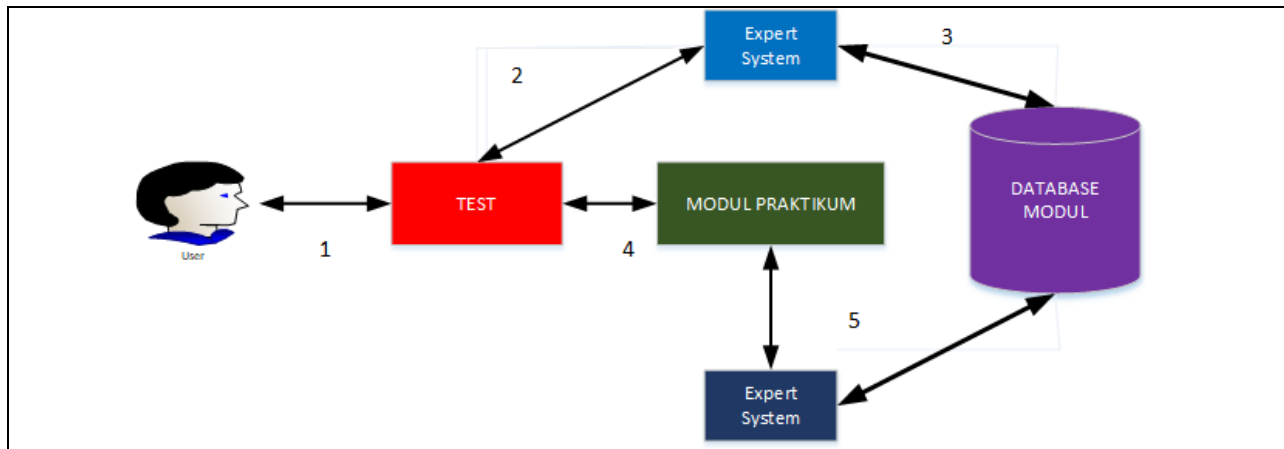 Expert
System
3
2
TEST
MODUL PRAKTIKUM
DATABASE
MODUL
User
1
4
5
Expert
System